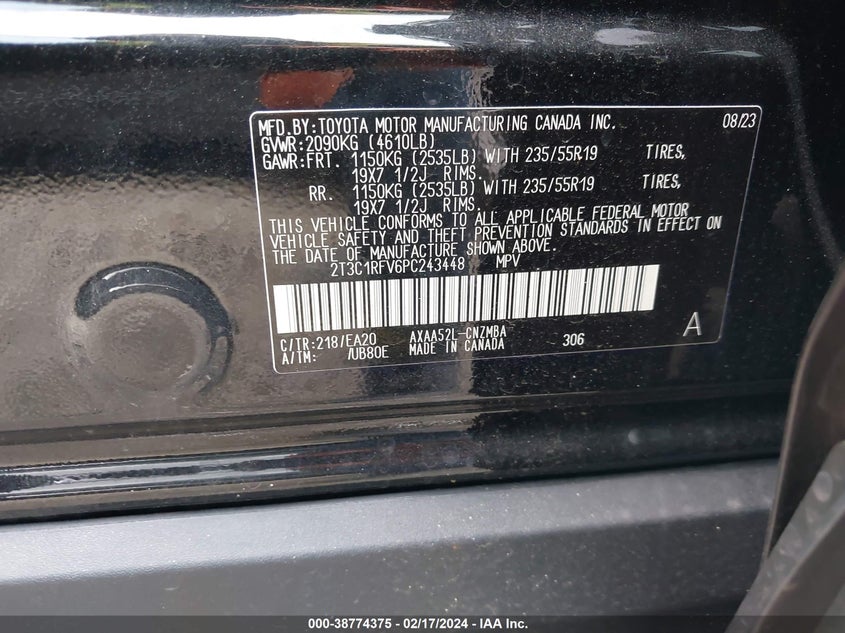 MFD.BY:TOYOTA MOTOR MANUFACTURING CANADA INC. 08/23
GVWR:2090KG (4610LB)
GAWR:FRT. 1150KG (2535LB) WITH 235/55R19 TIRES,
19X7 1/2J RIMS.
RR. 1150KG (2535LB) WITH 235/55R19 TIRES,
19X7 1/2J RIMS.
THIS VEHICLE CONFORMS TO ALL APPLICABLE FEDERAL MOTOR
VEHICLE SAFETY AND THEFT PREVENTION STANDARDS IN EFFECT ON
THE DATE OF MANUFACTURE SHOWN ABOVE.
2T3C1RFV6PC243448 MPV
C/TR:218/EA20 AXAA52L-CNZMBA 306 A
A/TM: /UB80E MADE IN CANADA
000-38774375 - 02/17/2024 - IAA Inc.